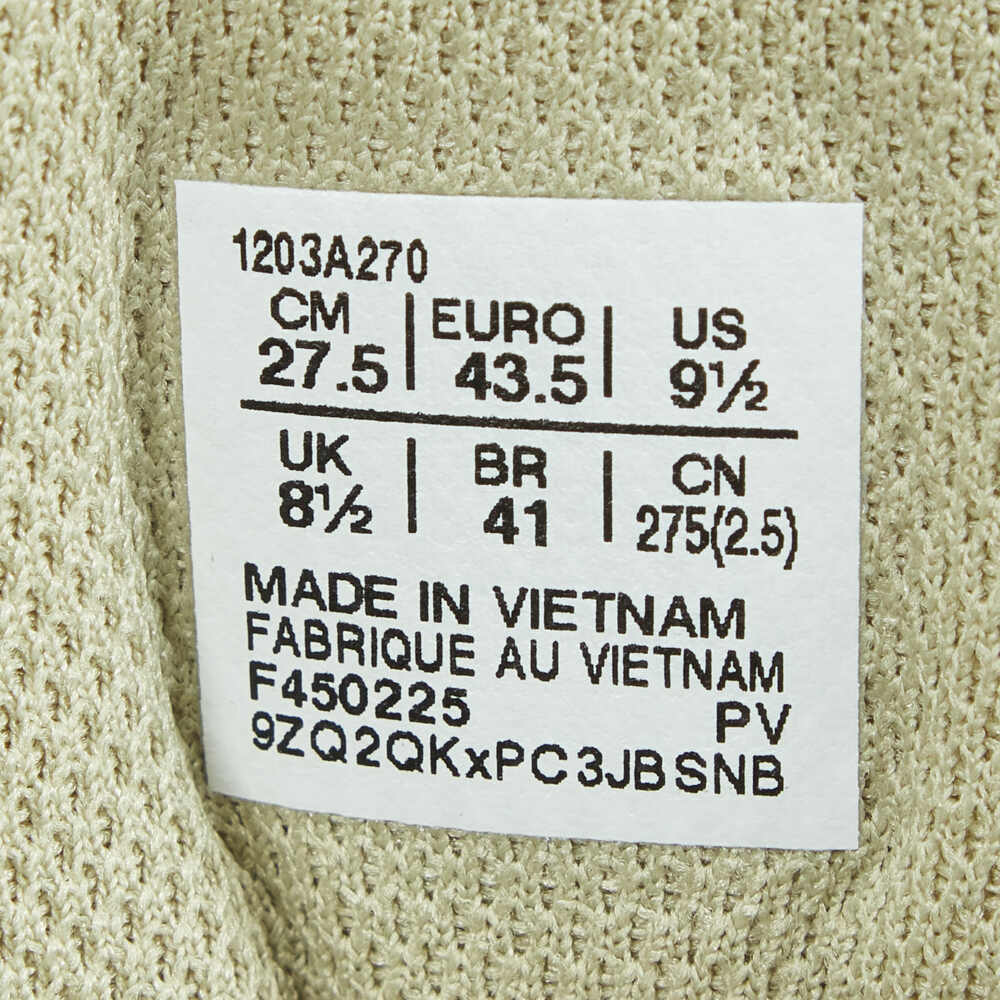 1203A270
CM | EURO | US
27.5 | 43.5 | 9½
UK | BR | CN
8½ | 41 | 275(2.5)
MADE IN VIETNAM
FABRIQUE AU VIETNAM
F450225 PV
9ZQ2QKxPC3JBSNB